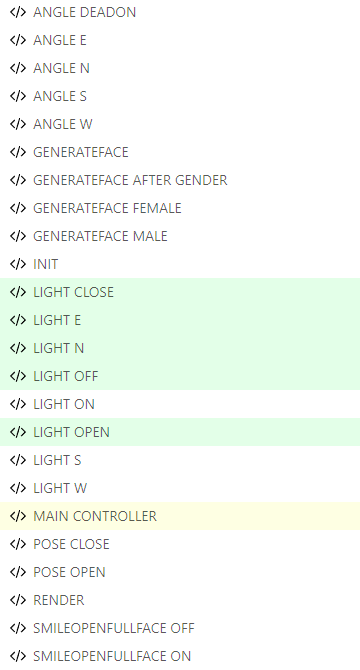 </> ANGLE DEADON
</> ANGLE E
</> ANGLE N
</> ANGLE S
</> ANGLE W
</> GENERATEFACE
</> GENERATEFACE AFTER GENDER
</> GENERATEFACE FEMALE
</> GENERATEFACE MALE
</> INIT
</> LIGHT CLOSE
</> LIGHT E
</> LIGHT N
</> LIGHT OFF
</> LIGHT ON
</> LIGHT OPEN
</> LIGHT S
</> LIGHT W
</> MAIN CONTROLLER
</> POSE CLOSE
</> POSE OPEN
</> RENDER
</> SMILEOPENFULLFACE OFF
</> SMILEOPENFULLFACE ON